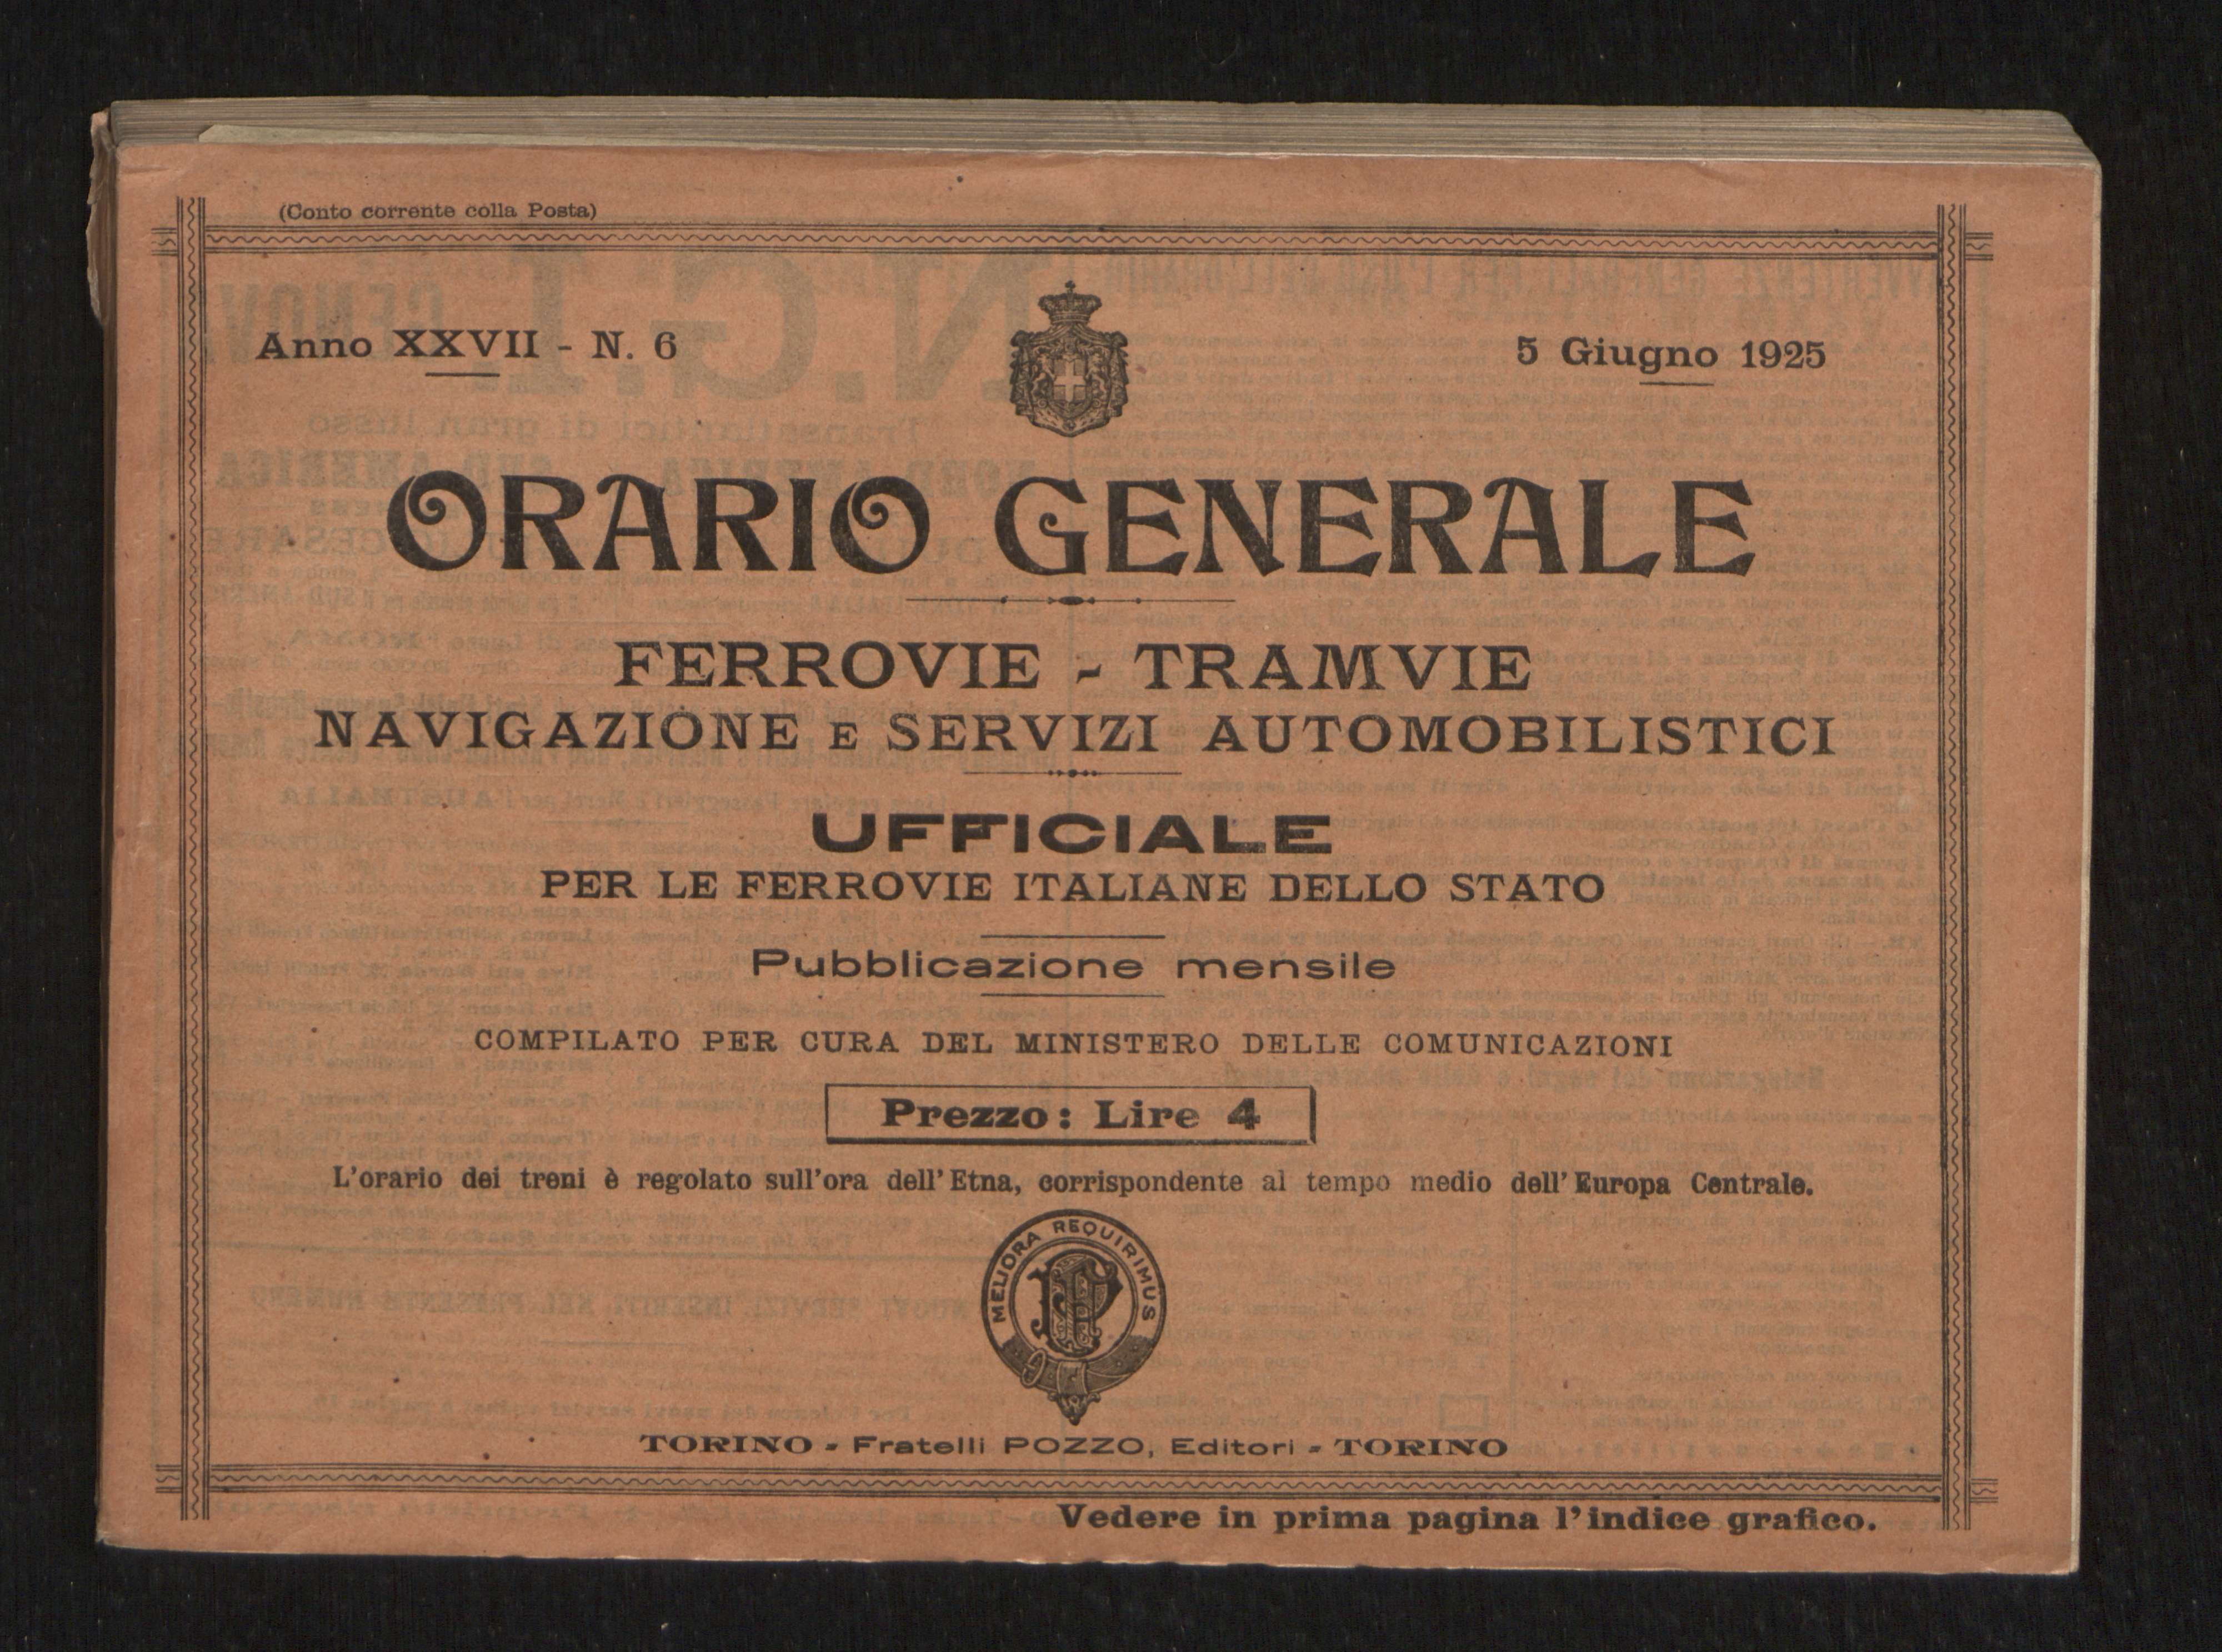 (Conto corrente colla Posta)
Anno XXVII - N. 6
5 Giugno 1925
ORARIO GENERALE
FERROVIE - TRAMVIE
NAVIGAZIONE E SERVIZI AUTOMOBILISTICI
UFFICIALE
PER LE FERROVIE ITALIANE DELLO STATO
Pubblicazione mensile
COMPILATO PER CURA DEL MINISTERO DELLE COMUNICAZIONI
Prezzo: Lire 4
L'orario dei treni è regolato sull'ora dell'Etna, corrispondente al tempo medio dell'Europa Centrale.
MELIORA REQUIRIMUS
FP
TORINO - Fratelli POZZO, Editori - TORINO
Vedere in prima pagina l'indice grafico.